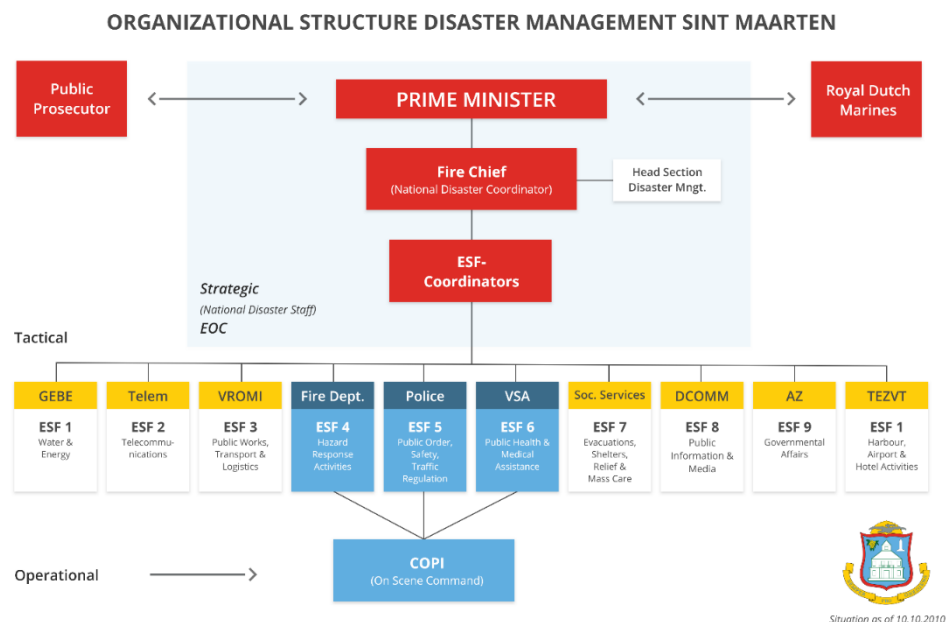 ORGANIZATIONAL STRUCTURE DISASTER MANAGEMENT SINT MAARTEN
Public
Prosecutor
PRIME MINISTER
Royal Dutch
Marines
Fire Chief
(National Disaster Coordinator)
Head Section
Disaster Mngt.
ESF-
Coordinators
Strategic
(National Disaster Staff)
EOC
Tactical
GEBE
ESF 1
Water &
Energy
Telem
ESF 2
Telecommu-
nications
VROMI
ESF 3
Public Works,
Transport &
Logistics
Fire Dept.
ESF 4
Hazard
Response
Activities
Police
ESF 5
Public Order,
Safety,
Traffic
Regulation
VSA
ESF 6
Public Health &
Medical
Assistance
Soc. Services
ESF 7
Evacuations,
Shelters,
Relief &
Mass Care
DCOMM
ESF 8
Public
Information &
Media
AZ
ESF 9
Governmental
Affairs
TEZVT
ESF 1
Harbour,
Airport &
Hotel Activities
COPI
(On Scene Command)
Operational
Situation as of 10.10.2010